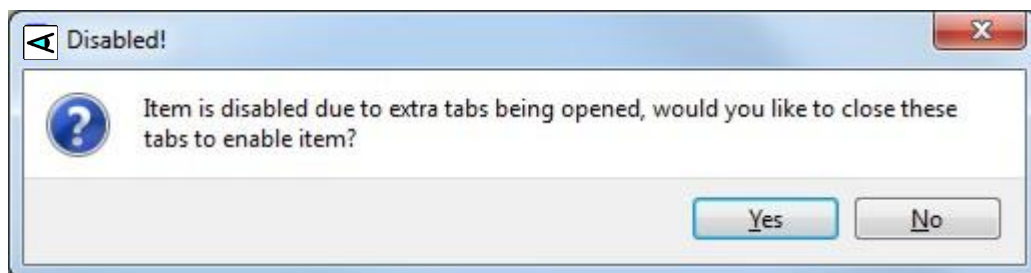 Disabled!
Item is disabled due to extra tabs being opened, would you like to close these
tabs to enable item?
Yes
No